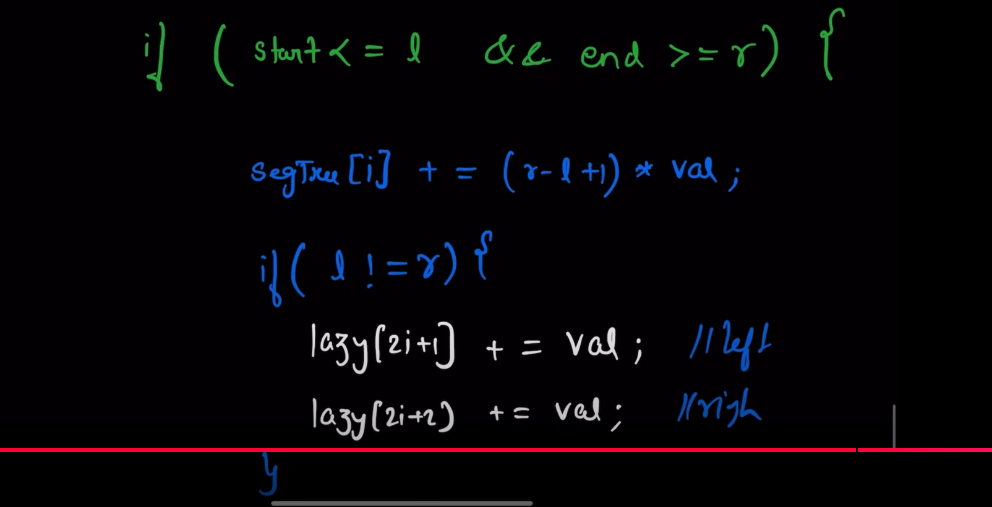 if ( start <= l && end >= r) {
segTree[i] += (r-l+1) * val ;
if( l != r) {
lazy[2i+1] += val ; //left
lazy(2i+2) += val ; //righ
}